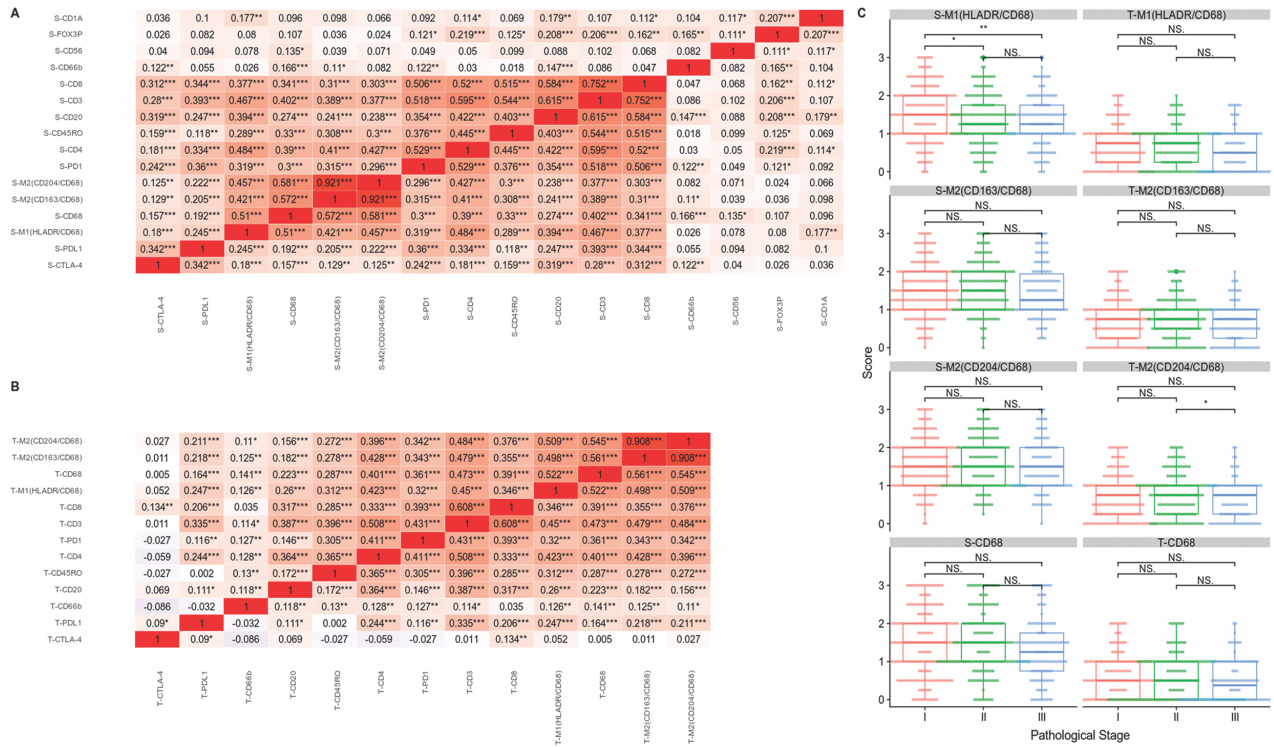 A
S-CD1A 0.036 0.1 0.177** 0.096 0.098 0.066 0.092 0.114* 0.069 0.179** 0.107 0.112* 0.104 0.117* 0.207*** 1
S-FOX3P 0.026 0.082 0.08 0.107 0.036 0.024 0.121* 0.219*** 0.125* 0.208*** 0.206*** 0.162** 0.165** 0.111* 1 0.207***
S-CD56 0.04 0.094 0.078 0.135* 0.039 0.071 0.049 0.05 0.099 0.088 0.102 0.068 0.082 1 0.111* 0.117*
S-CD66b 0.122** 0.055 0.026 0.166*** 0.11* 0.082 0.122** 0.03 0.018 0.147*** 0.086 0.047 1 0.082 0.165** 0.104
S-CD8 0.312*** 0.344*** 0.377*** 0.341*** 0.31*** 0.303*** 0.506*** 0.52*** 0.515*** 0.584*** 0.752*** 1 0.047 0.068 0.162** 0.112*
S-CD3 0.28*** 0.393*** 0.467*** 0.402*** 0.389*** 0.377*** 0.518*** 0.595*** 0.544*** 0.615*** 1 0.752*** 0.086 0.102 0.206*** 0.107
S-CD20 0.319*** 0.247*** 0.394*** 0.274*** 0.241*** 0.238*** 0.354*** 0.422*** 0.403*** 1 0.615*** 0.584*** 0.147*** 0.088 0.208*** 0.179**
S-CD45RO 0.159*** 0.118** 0.289*** 0.33*** 0.308*** 0.3*** 0.376*** 0.445*** 1 0.403*** 0.544*** 0.515*** 0.018 0.099 0.125* 0.069
S-CD4 0.181*** 0.334*** 0.484*** 0.39*** 0.41*** 0.427*** 0.529*** 1 0.445*** 0.422*** 0.595*** 0.52*** 0.03 0.05 0.219*** 0.114*
S-PD1 0.242*** 0.36*** 0.319*** 0.3*** 0.315*** 0.296*** 1 0.529*** 0.376*** 0.354*** 0.518*** 0.506*** 0.122** 0.049 0.121* 0.092
S-M2(CD204/CD68) 0.125** 0.222*** 0.457*** 0.581*** 0.921*** 1 0.296*** 0.427*** 0.3*** 0.238*** 0.377*** 0.303*** 0.082 0.071 0.024 0.066
S-M2(CD163/CD68) 0.129** 0.205*** 0.421*** 0.572*** 1 0.921*** 0.315*** 0.41*** 0.308*** 0.241*** 0.389*** 0.31*** 0.11* 0.039 0.036 0.098
S-CD68 0.157*** 0.192*** 0.51*** 1 0.572*** 0.581*** 0.3*** 0.39*** 0.33*** 0.274*** 0.402*** 0.341*** 0.166*** 0.135* 0.107 0.096
S-M1(HLADR/CD68) 0.18*** 0.245*** 1 0.51*** 0.421*** 0.457*** 0.319*** 0.484*** 0.289*** 0.394*** 0.467*** 0.377*** 0.026 0.078 0.08 0.177**
S-PDL1 0.342*** 1 0.245*** 0.192*** 0.205*** 0.222*** 0.36*** 0.334*** 0.118** 0.247*** 0.393*** 0.344*** 0.055 0.094 0.082 0.1
S-CTLA-4 1 0.342*** 0.18*** 0.157*** 0.129** 0.125** 0.242*** 0.181*** 0.159*** 0.319*** 0.28*** 0.312*** 0.122** 0.04 0.026 0.036
S-CTLA-4 S-PDL1 S-M1(HLADR/CD68) S-CD68 S-M2(CD163/CD68) S-M2(CD204/CD68) S-PD1 S-CD4 S-CD45RO S-CD20 S-CD3 S-CD8 S-CD66b S-CD56 S-FOX3P S-CD1A
B
T-M2(CD204/CD68) 0.027 0.211*** 0.11* 0.156*** 0.272*** 0.396*** 0.342*** 0.484*** 0.376*** 0.509*** 0.545*** 0.908*** 1
T-M2(CD163/CD68) 0.011 0.218*** 0.125** 0.182*** 0.278*** 0.428*** 0.343*** 0.479*** 0.355*** 0.498*** 0.561*** 1 0.908***
T-CD68 0.005 0.164*** 0.141** 0.223*** 0.287*** 0.401*** 0.361*** 0.473*** 0.391*** 0.522*** 1 0.561*** 0.545***
T-M1(HLADR/CD68) 0.052 0.247*** 0.126** 0.26*** 0.312*** 0.423*** 0.32*** 0.45*** 0.346*** 1 0.522*** 0.498*** 0.509***
T-CD8 0.134** 0.206*** 0.035 0.317*** 0.285*** 0.333*** 0.393*** 0.608*** 1 0.346*** 0.391*** 0.355*** 0.376***
T-CD3 0.011 0.335*** 0.114* 0.387*** 0.396*** 0.508*** 0.431*** 1 0.608*** 0.45*** 0.473*** 0.479*** 0.484***
T-PD1 -0.027 0.116** 0.127** 0.146*** 0.305*** 0.411*** 1 0.431*** 0.393*** 0.32*** 0.361*** 0.343*** 0.342***
T-CD4 -0.059 0.244*** 0.128** 0.364*** 0.365*** 1 0.411*** 0.508*** 0.333*** 0.423*** 0.401*** 0.428*** 0.396***
T-CD45RO -0.027 0.002 0.13** 0.172*** 1 0.365*** 0.305*** 0.396*** 0.285*** 0.312*** 0.287*** 0.278*** 0.272***
T-CD20 0.069 0.111* 0.118** 1 0.172*** 0.364*** 0.146*** 0.387*** 0.317*** 0.26*** 0.223*** 0.182*** 0.156***
T-CD66b -0.086 -0.032 1 0.118** 0.13** 0.128** 0.127** 0.114* 0.035 0.126** 0.141** 0.125** 0.11*
T-PDL1 0.09* 1 -0.032 0.111* 0.002 0.244*** 0.116** 0.335*** 0.206*** 0.247*** 0.164*** 0.218*** 0.211***
T-CTLA-4 1 0.09* -0.086 0.069 -0.027 -0.059 -0.027 0.011 0.134** 0.052 0.005 0.011 0.027
T-CTLA-4 T-PDL1 T-CD66b T-CD20 T-CD45RO T-CD4 T-PD1 T-CD3 T-CD8 T-M1(HLADR/CD68) T-CD68 T-M2(CD163/CD68) T-M2(CD204/CD68)
C
S-M1(HLADR/CD68) T-M1(HLADR/CD68)
** NS.
* NS. NS. NS.
3
2
1
0
S-M2(CD163/CD68) T-M2(CD163/CD68)
NS. NS.
NS. NS. NS. NS.
3
2
1
0
S-M2(CD204/CD68) T-M2(CD204/CD68)
NS. NS.
NS. NS. NS. *
3
2
1
0
S-CD68 T-CD68
NS. NS.
NS. NS. NS. NS.
3
2
1
0
Score
I II III I II III
Pathological Stage